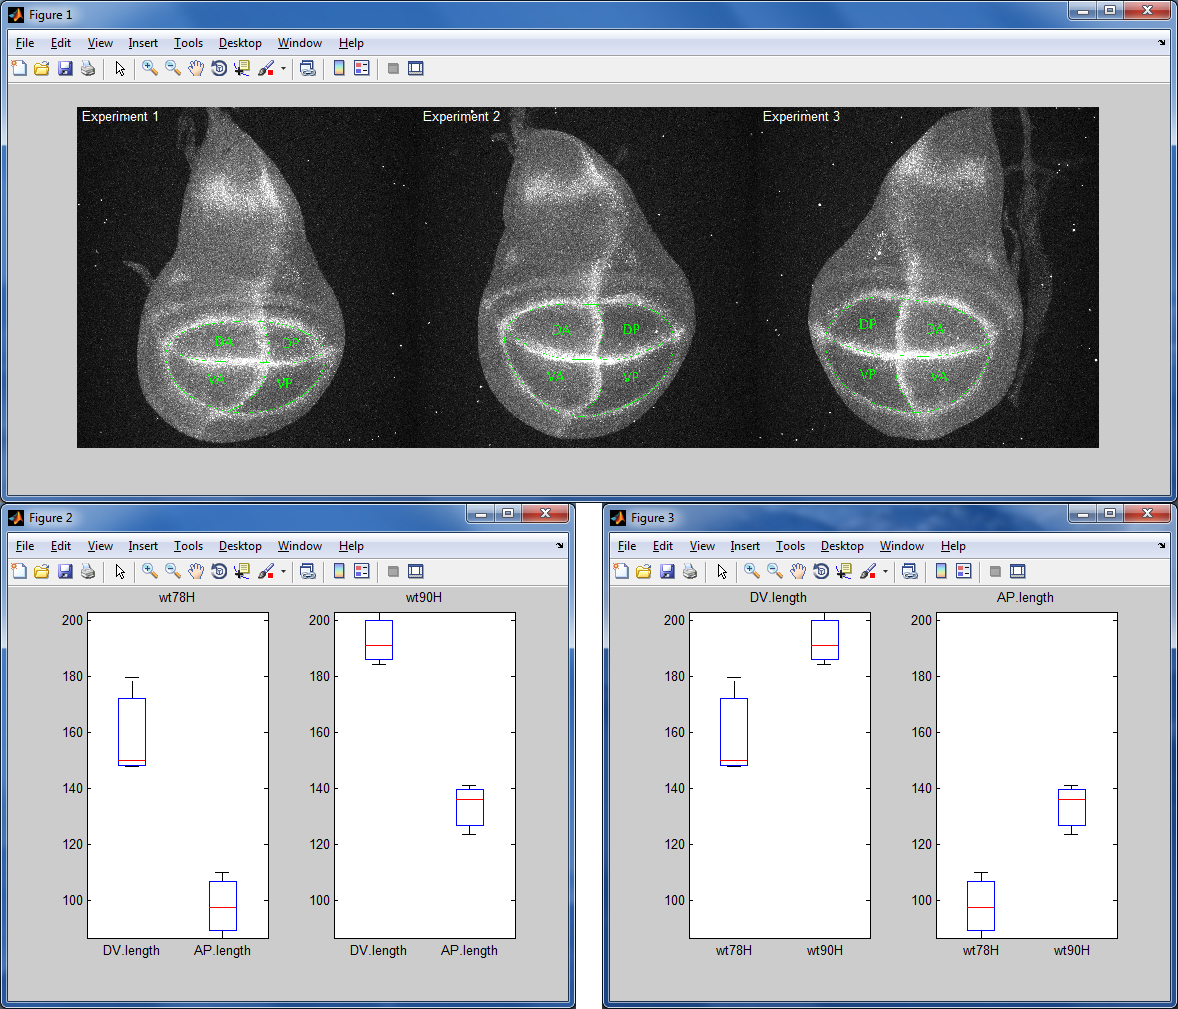 Figure 1
File Edit View Insert Tools Desktop Window Help
Experiment 1 Experiment 2 Experiment 3
DA DP DA DP DP DA
VA VP VA VP VP VA
Figure 2
File Edit View Insert Tools Desktop Window Help
wt78H wt90H
200 200
180 180
160 160
140 140
120 120
100 100
DV.length AP.length DV.length AP.length
Figure 3
File Edit View Insert Tools Desktop Window Help
DV.length AP.length
200 200
180 180
160 160
140 140
120 120
100 100
wt78H wt90H wt78H wt90H